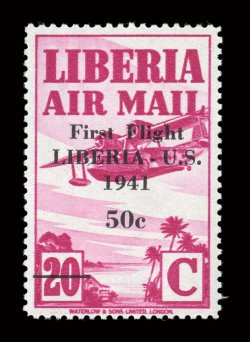 LIBERIA
AIR MAIL
First Flight
LIBERIA - U.S.
1941
50c
20 C
WATERLOW & SONS LIMITED, LONDON.